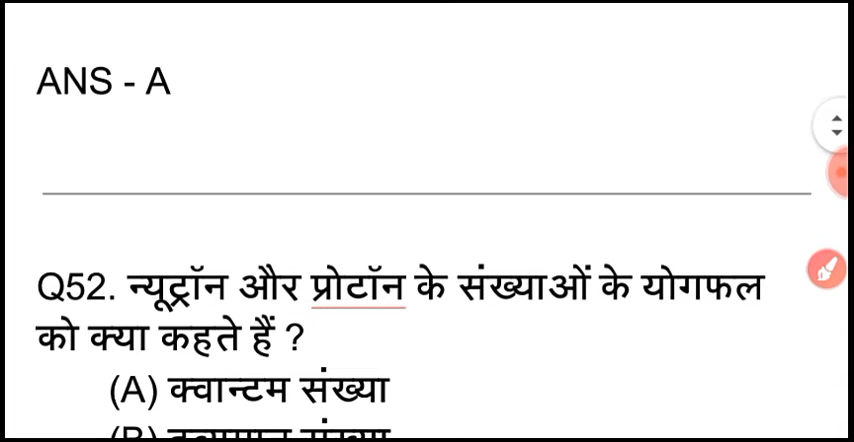 ANS - A
Q52. न्यूट्रॉन और प्रोटॉन के संख्याओं के योगफल
को क्या कहते हैं ?
(A) क्वान्टम संख्या